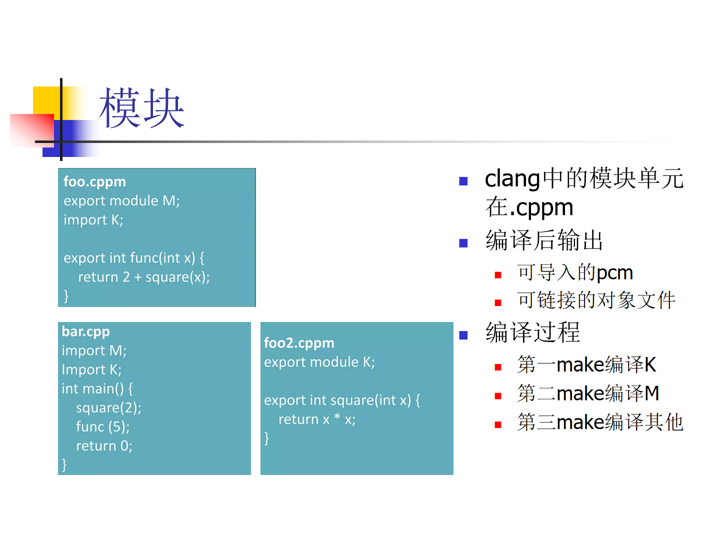 模块
foo.cppm
export module M;
import K;
export int func(int x) {
return 2 + square(x);
}
bar.cpp
import M;
Import K;
int main() {
square(2);
func (5);
return 0;
}
foo2.cppm
export module K;
export int square(int x) {
return x * x;
}
clang中的模块单元
在.cppm
编译后输出
可导入的pcm
可链接的对象文件
编译过程
第一make编译K
第二make编译M
第三make编译其他